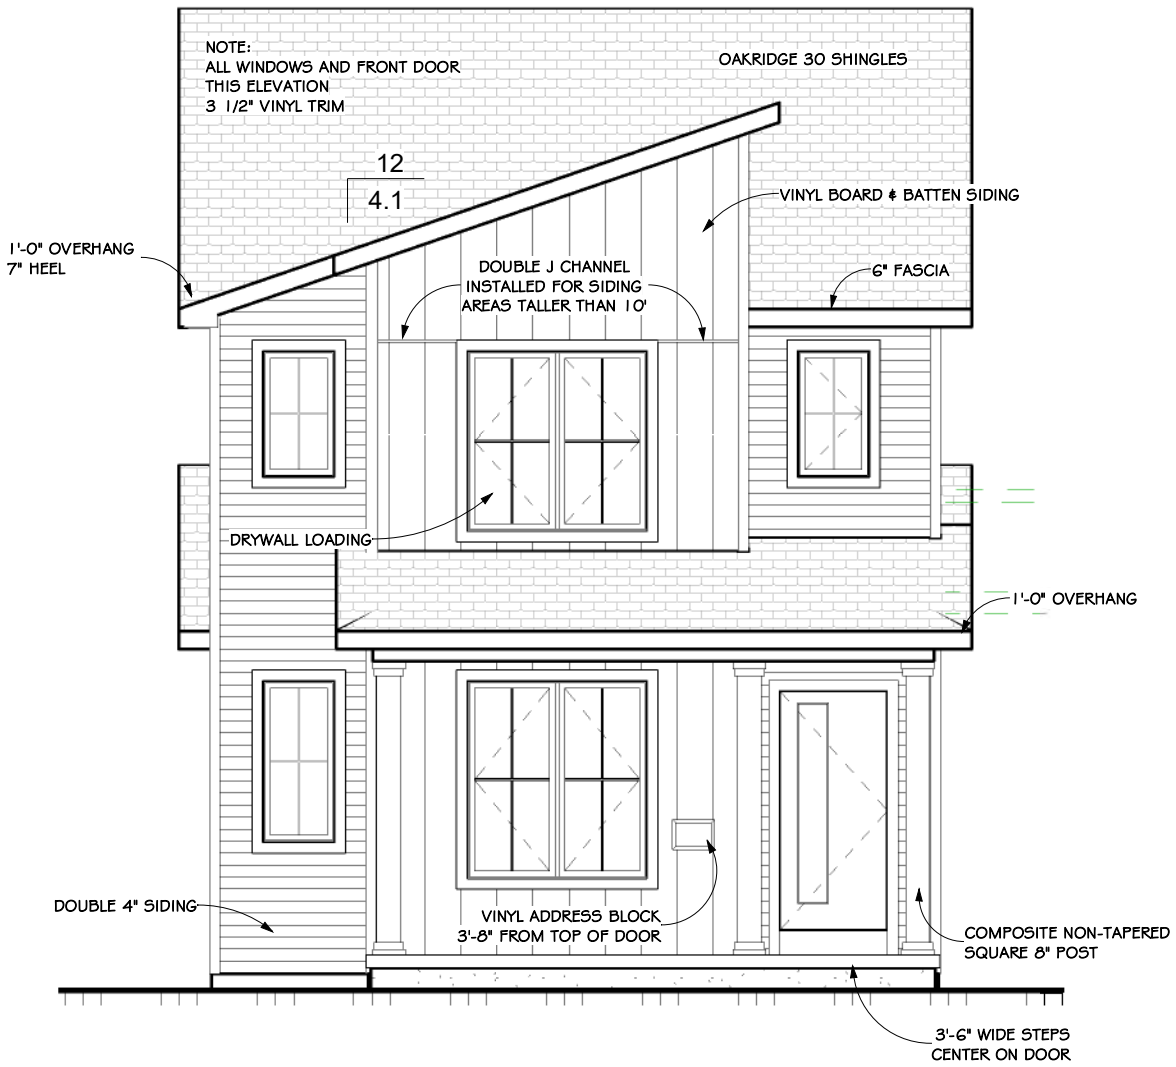 NOTE:
ALL WINDOWS AND FRONT DOOR
THIS ELEVATION
3 1/2" VINYL TRIM
OAKRIDGE 30 SHINGLES
12
4.1
VINYL BOARD & BATTEN SIDING
1'-0" OVERHANG
7" HEEL
DOUBLE J CHANNEL
INSTALLED FOR SIDING
AREAS TALLER THAN 10'
6" FASCIA
DRYWALL LOADING
1'-0" OVERHANG
DOUBLE 4" SIDING
VINYL ADDRESS BLOCK
3'-8" FROM TOP OF DOOR
COMPOSITE NON-TAPERED
SQUARE 8" POST
3'-6" WIDE STEPS
CENTER ON DOOR